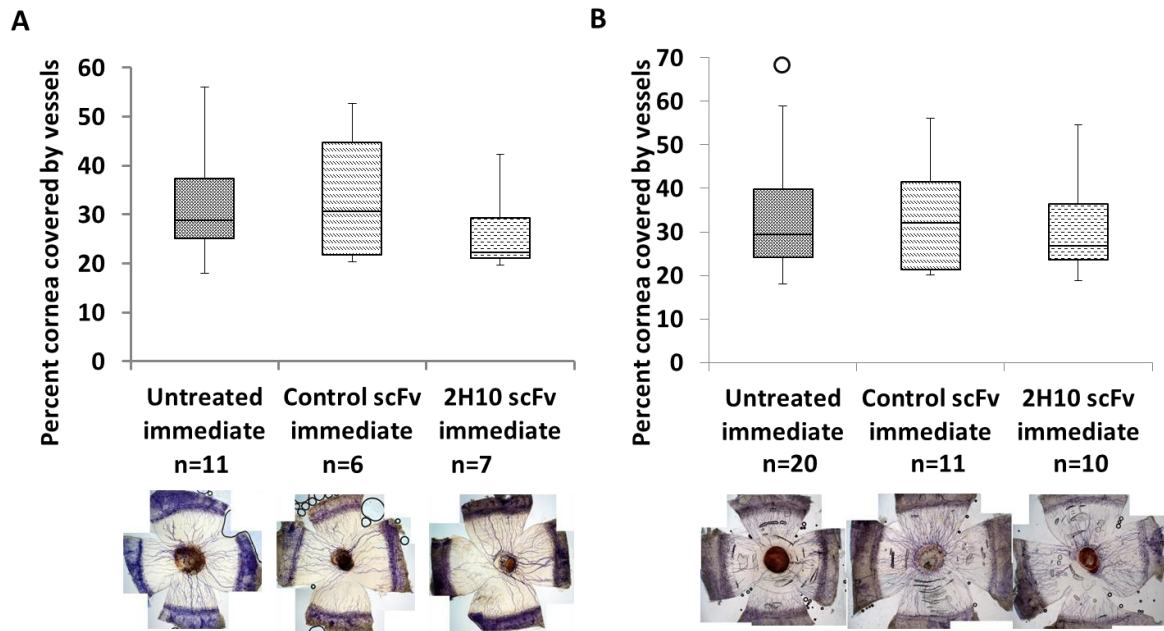 A
Percent cornea covered by vessels
60
50
40
30
20
10
0
Untreated immediate n=11
Control scFv immediate n=6
2H10 scFv immediate n=7
B
Percent cornea covered by vessels
70
60
50
40
30
20
10
0
Untreated immediate n=20
Control scFv immediate n=11
2H10 scFv immediate n=10